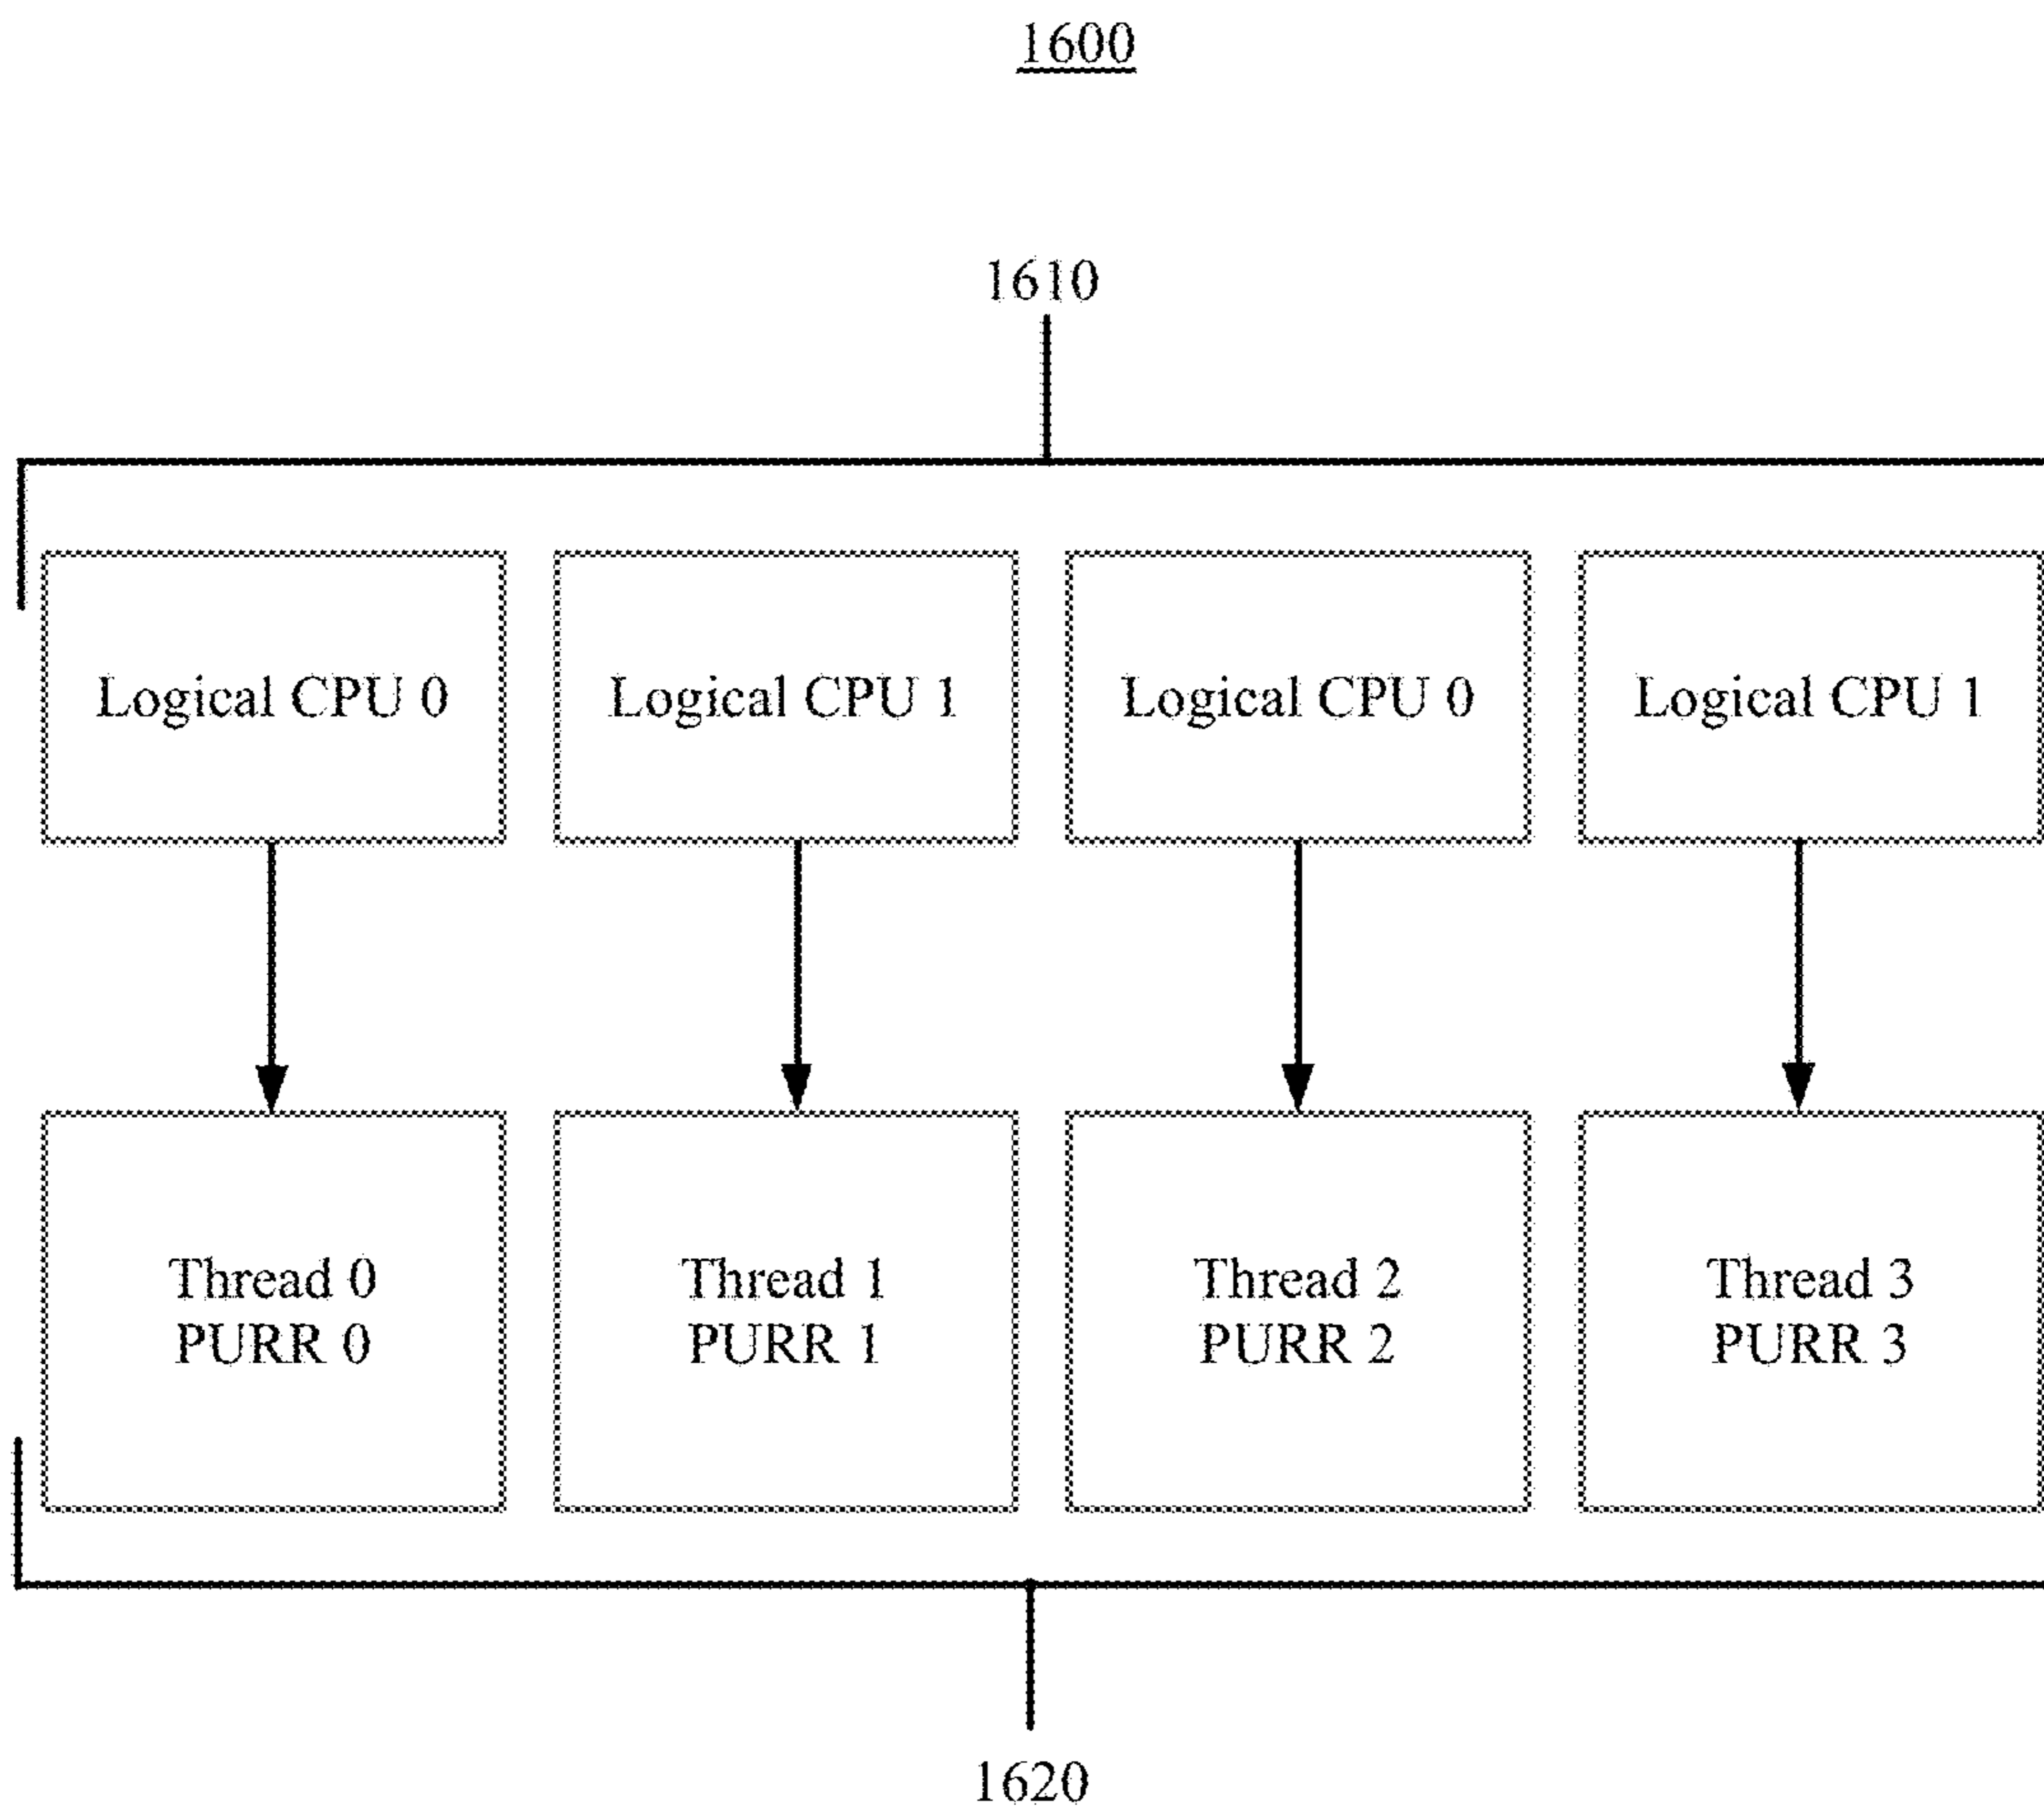 1600
1610
Logical CPU 0
Logical CPU 1
Logical CPU 0
Logical CPU 1
Thread 0
PURR 0
Thread 1
PURR 1
Thread 2
PURR 2
Thread 3
PURR 3
1620